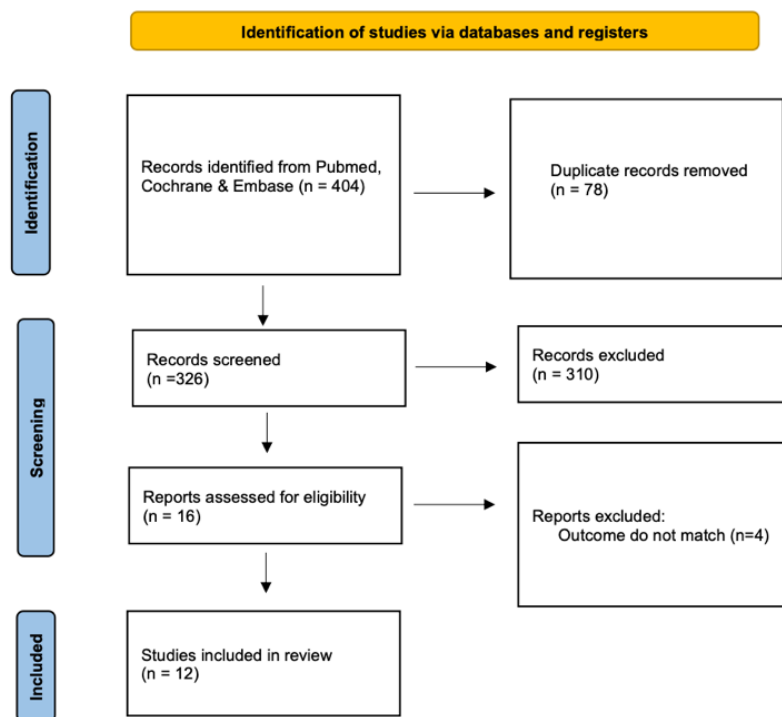 Identification of studies via databases and registers
Identification
Records identified from Pubmed,
Cochrane & Embase (n = 404)
Duplicate records removed
(n = 78)
Screening
Records screened
(n =326)
Records excluded
(n = 310)
Reports assessed for eligibility
(n = 16)
Reports excluded:
Outcome do not match (n=4)
Included
Studies included in review
(n = 12)